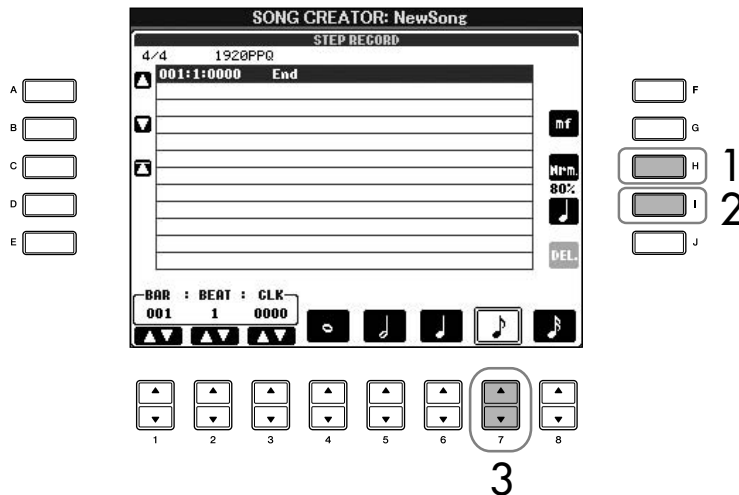 SONG CREATOR: NewSong
STEP RECORD
4/4 1920PPQ
001:1:0000 End
A
B
C
D
E
F
G
H
I
J
1
2
mf
Nrm.
80%
DEL.
BAR : BEAT : CLK
001 1 0000
1 2 3 4 5 6 7 8
3